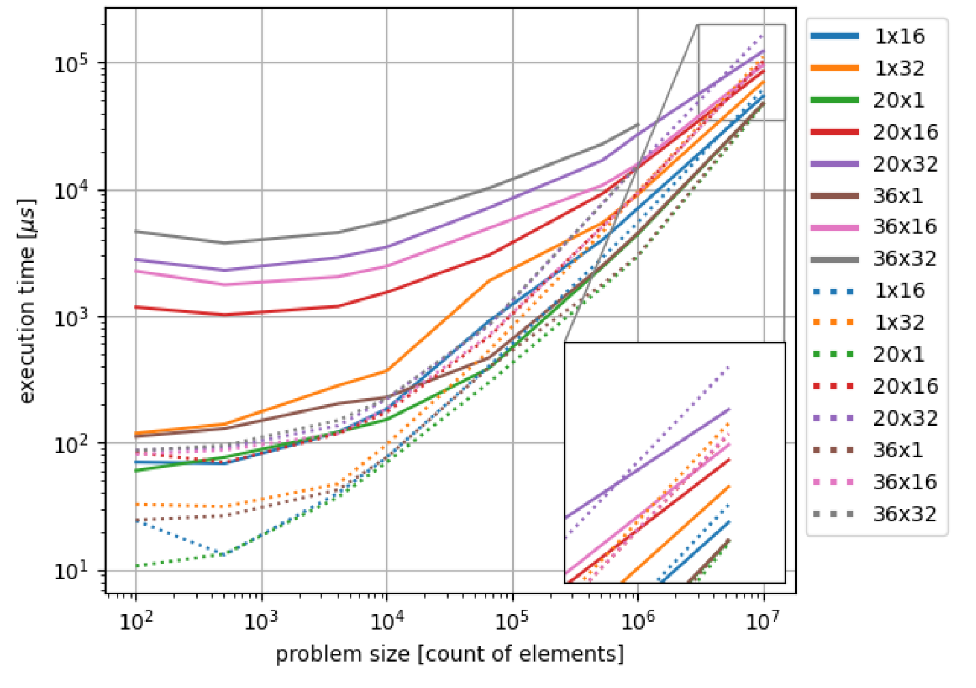 10^5
10^4
10^3
10^2
10^1
execution time [μs]
10^2 10^3 10^4 10^5 10^6 10^7
problem size [count of elements]
1x16
1x32
20x1
20x16
20x32
36x1
36x16
36x32
1x16
1x32
20x1
20x16
20x32
36x1
36x16
36x32